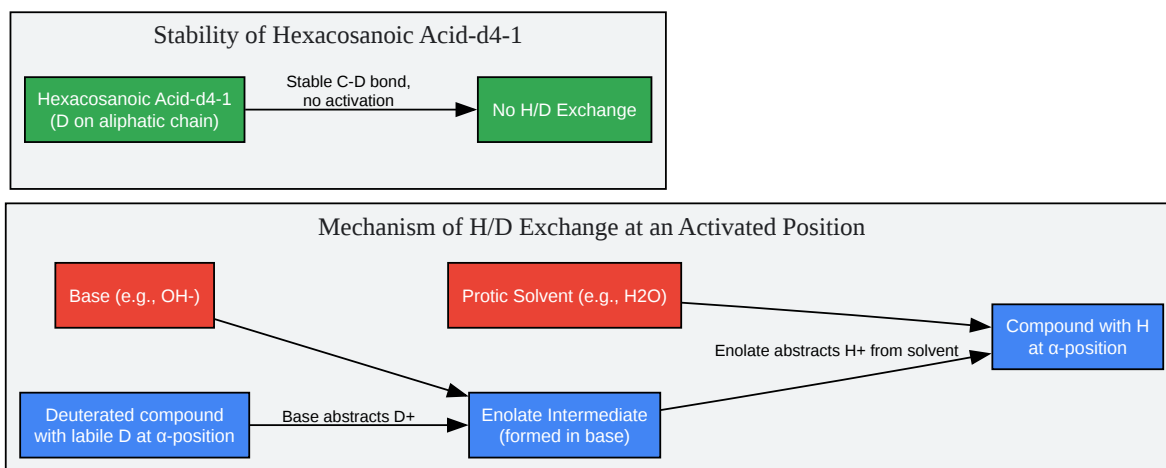 Stability of Hexacosanoic Acid-d4-1
Hexacosanoic Acid-d4-1
(D on aliphatic chain)
Stable C-D bond,
no activation
No H/D Exchange
Mechanism of H/D Exchange at an Activated Position
Base (e.g., OH-)
Protic Solvent (e.g., H2O)
Compound with H
at α-position
Enolate abstracts H+ from solvent
Deuterated compound
with labile D at α-position
Base abstracts D+
Enolate Intermediate
(formed in base)